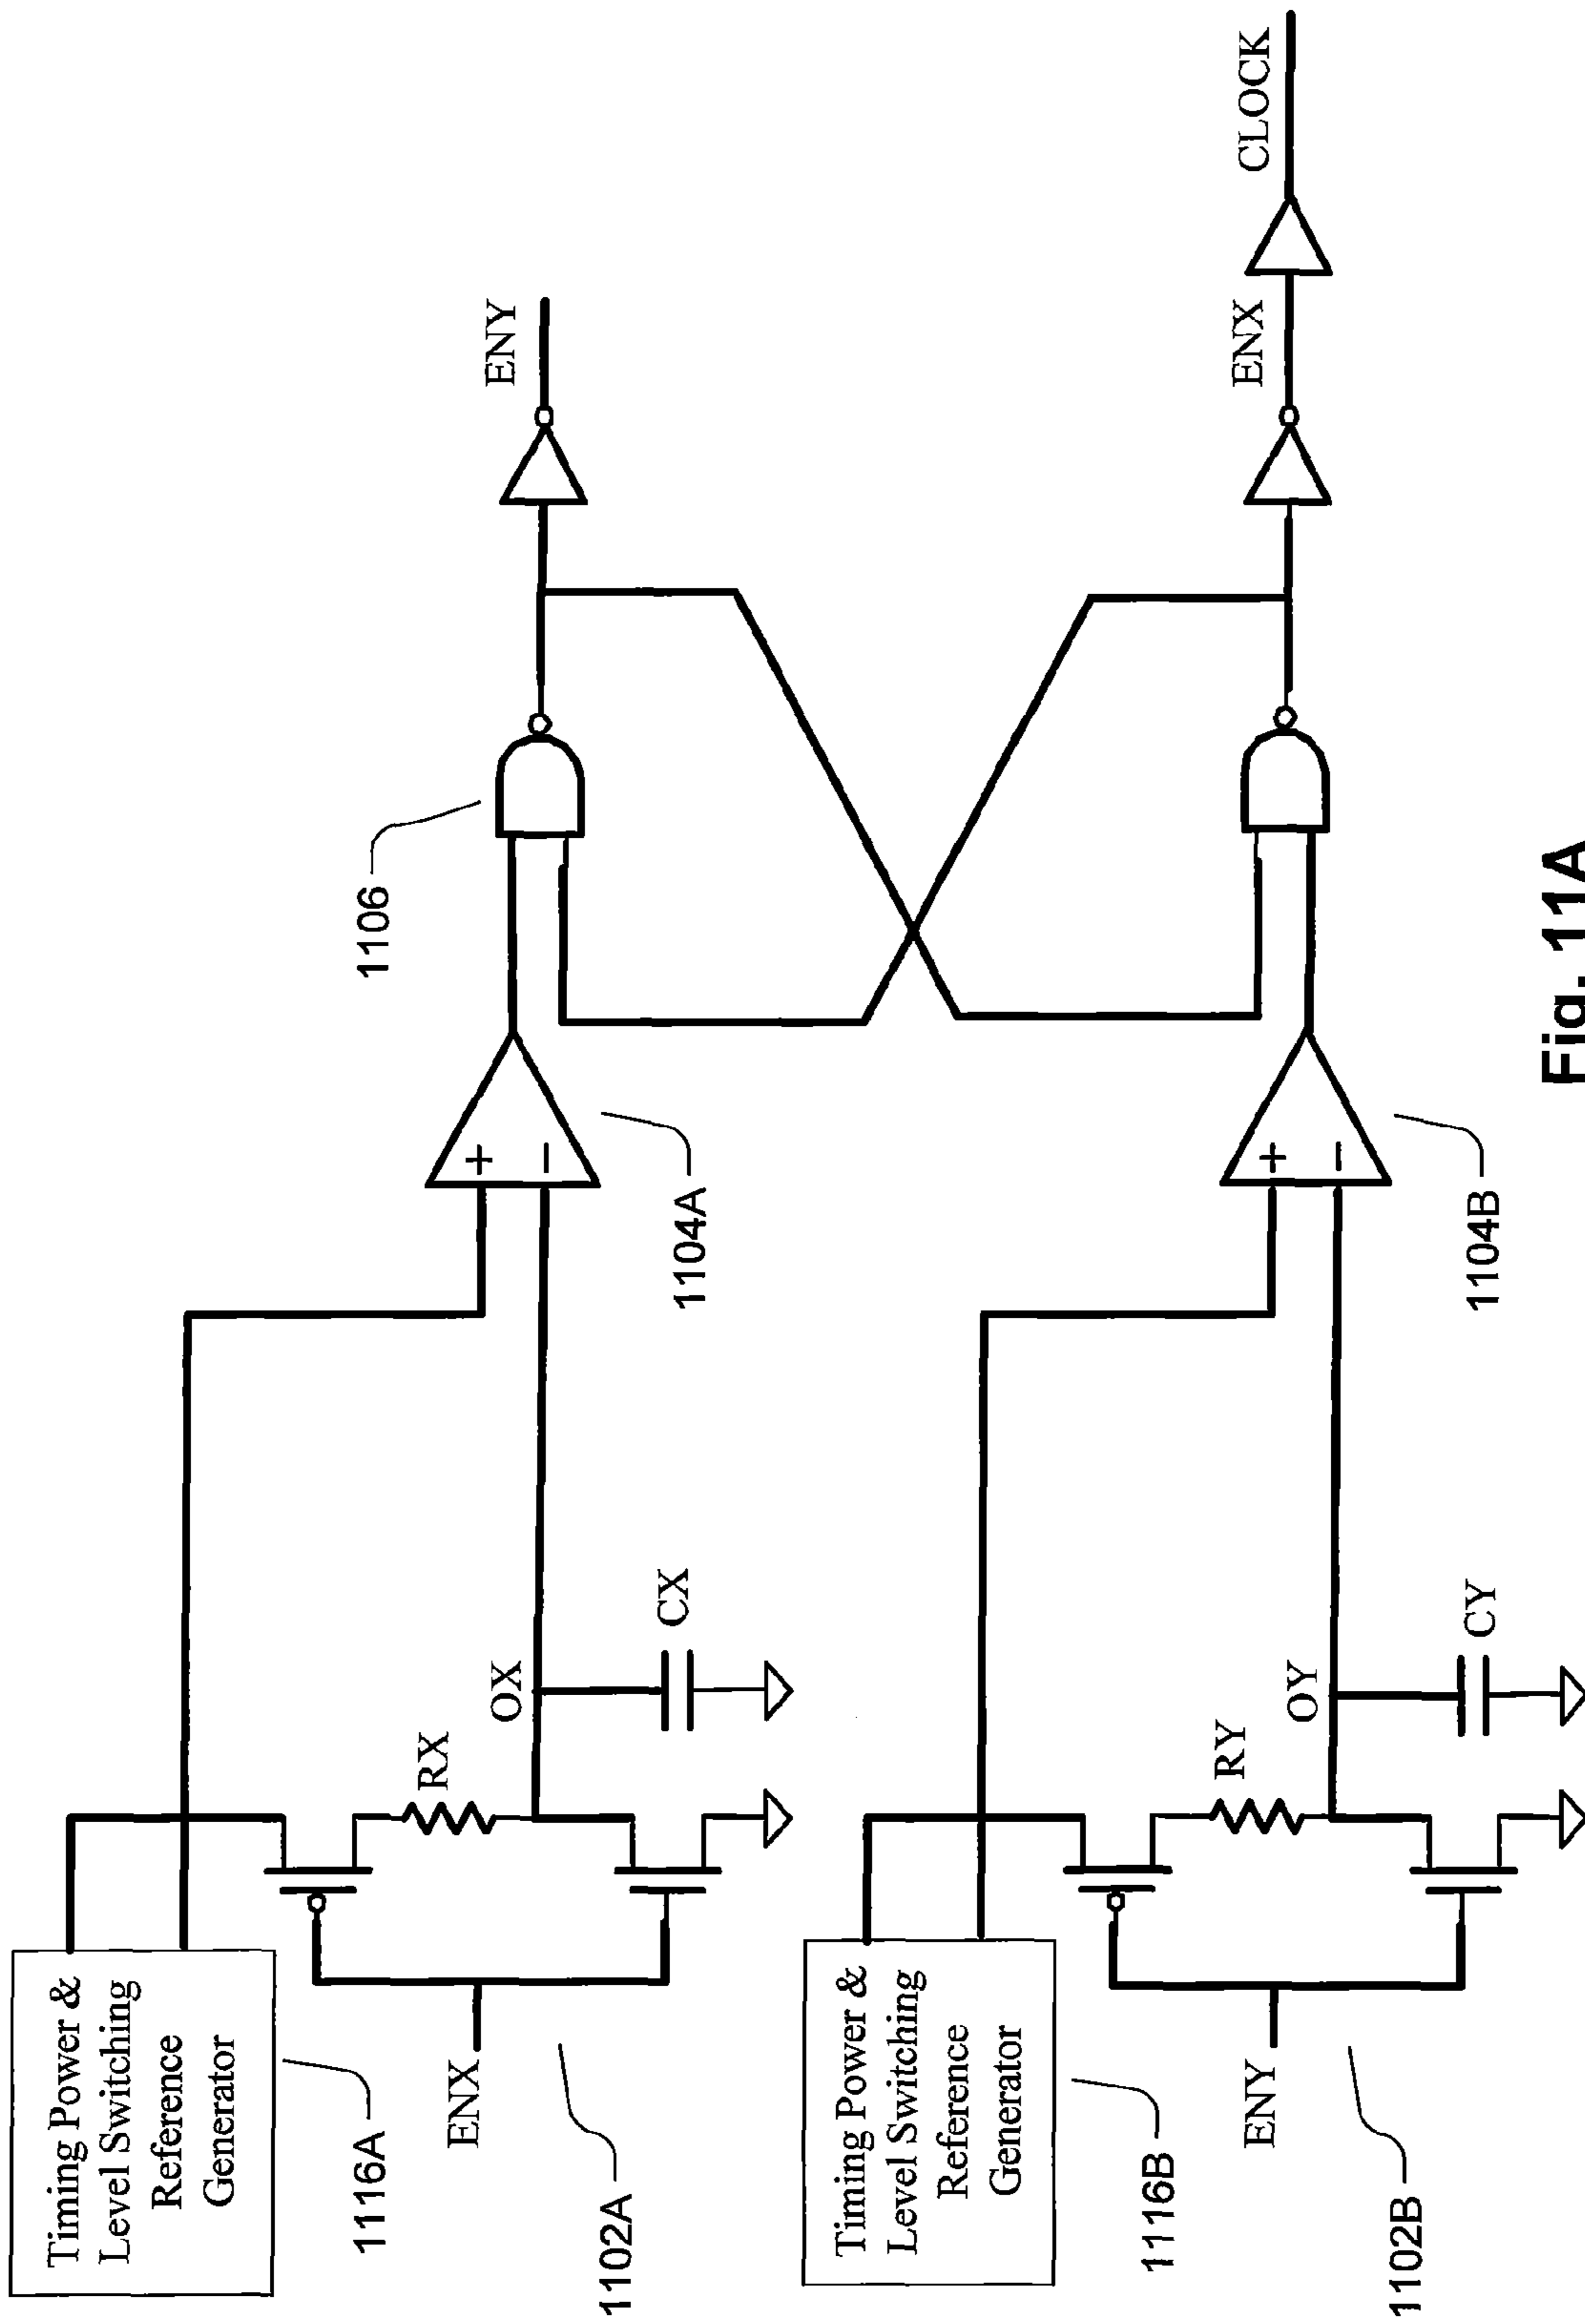 Timing Power &
Level Switching
Reference
Generator
1116A
ENX
1102A
RX
OX
CX
+
−
1104A
1106
ENY
Timing Power &
Level Switching
Reference
Generator
1116B
ENY
1102B
RY
OY
CY
+
−
1104B
ENX
CLOCK
Fig. 11A